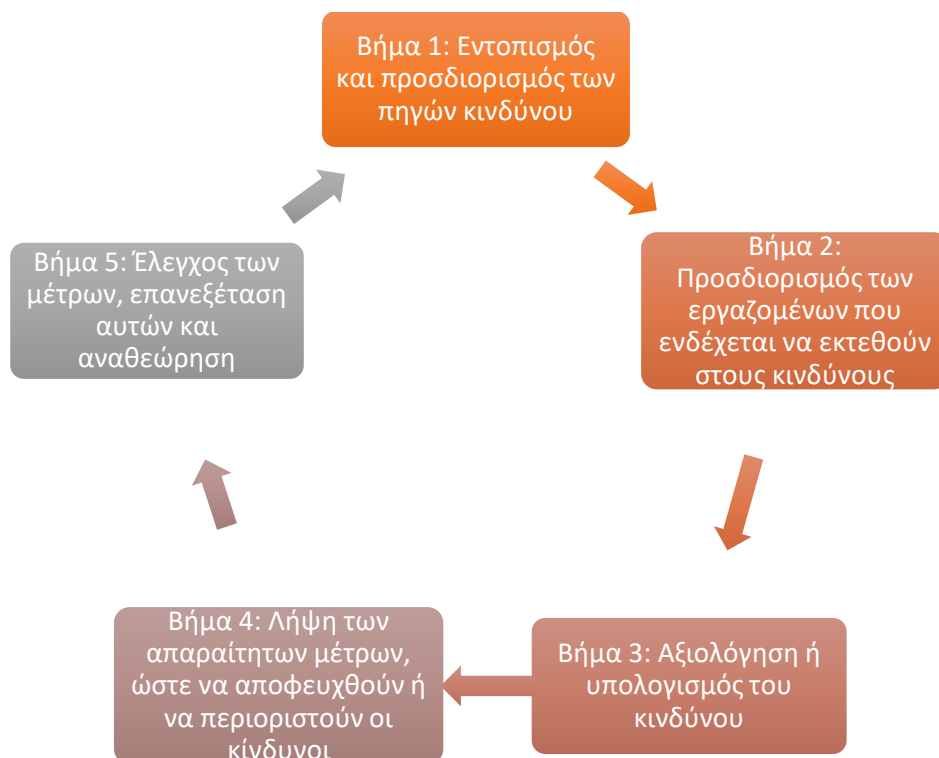 Βήμα 1: Εντοπισμός
και προσδιορισμός των
πηγών κινδύνου
Βήμα 2:
Προσδιορισμός των
εργαζομένων που
ενδέχεται να εκτεθούν
στους κινδύνους
Βήμα 3: Αξιολόγηση ή
υπολογισμός του
κινδύνου
Βήμα 4: Λήψη των
απαραίτητων μέτρων,
ώστε να αποφευχθούν ή
να περιοριστούν οι
κίνδυνοι
Βήμα 5: Έλεγχος των
μέτρων, επανεξέταση
αυτών και
αναθεώρηση